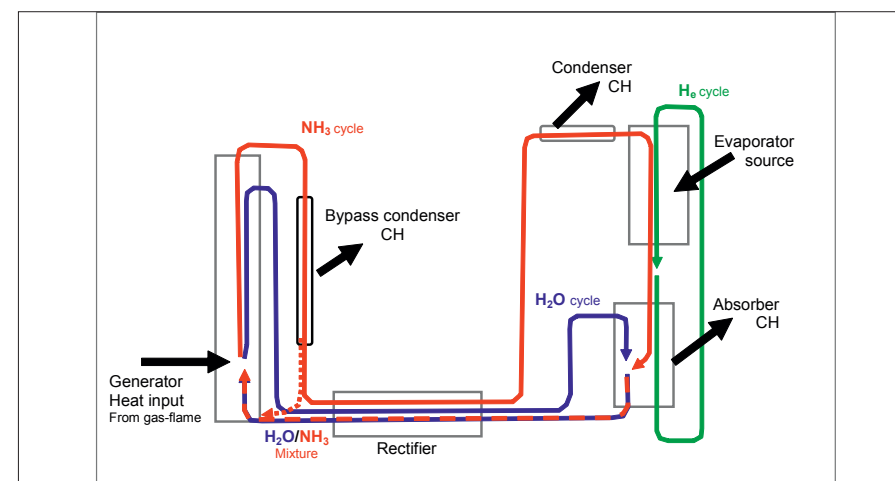 Condenser
CH
He cycle
NH3 cycle
Evaporator
source
Bypass condenser
CH
H2O cycle
Absorber
CH
Generator
Heat input
From gas-flame
H2O/NH3
Mixture
Rectifier